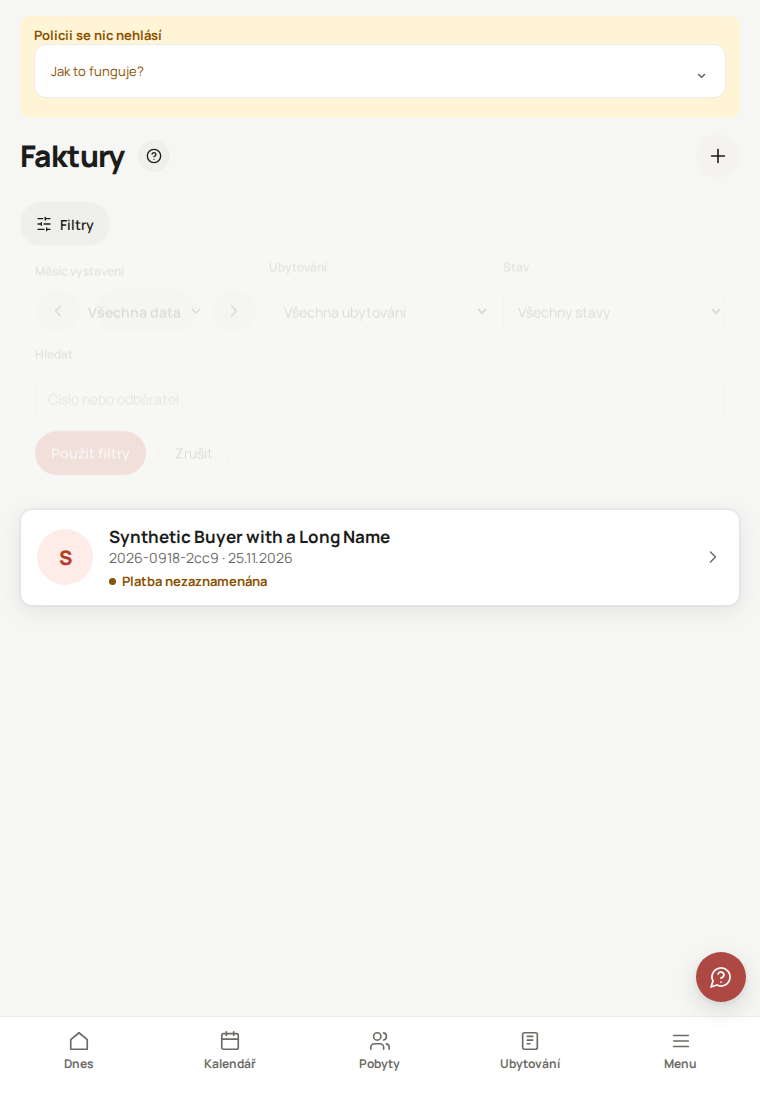 Policii se nic nehlásí
Jak to funguje?
Faktury
Filtry
Měsíc vystavení
Ubytování
Stav
Všechna data
Všechna ubytování
Všechny stavy
Hledat
Číslo nebo odběratel
Použít filtry
Zrušit
S
Synthetic Buyer with a Long Name
2026-0918-2cc9 · 25.11.2026
Platba nezaznamenána
Dnes
Kalendář
Pobyty
Ubytování
Menu